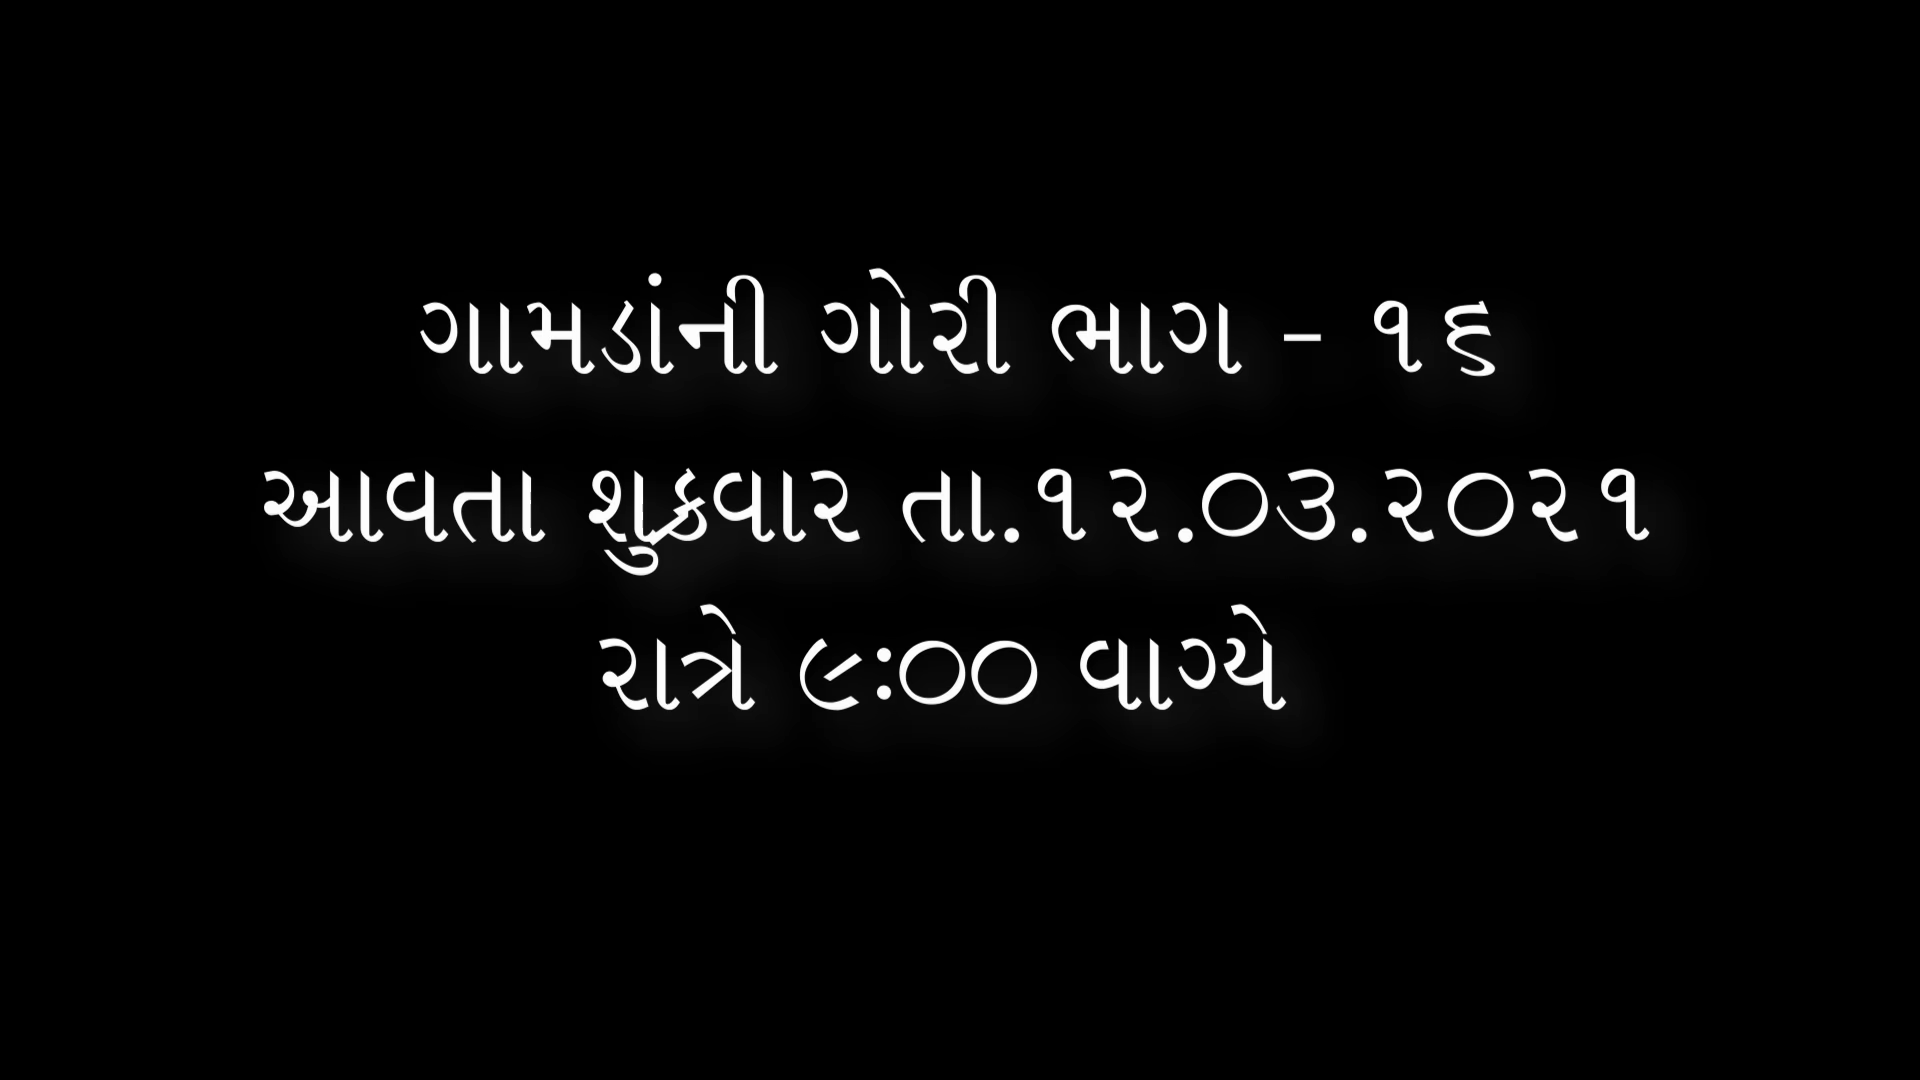 ગામડાંની ગોરી ભાગ - ૧૬
આવતા શુક્રવાર તા.૧૨.૦૩.૨૦૨૧
રાત્રે ૯:૦૦ વાગ્યે